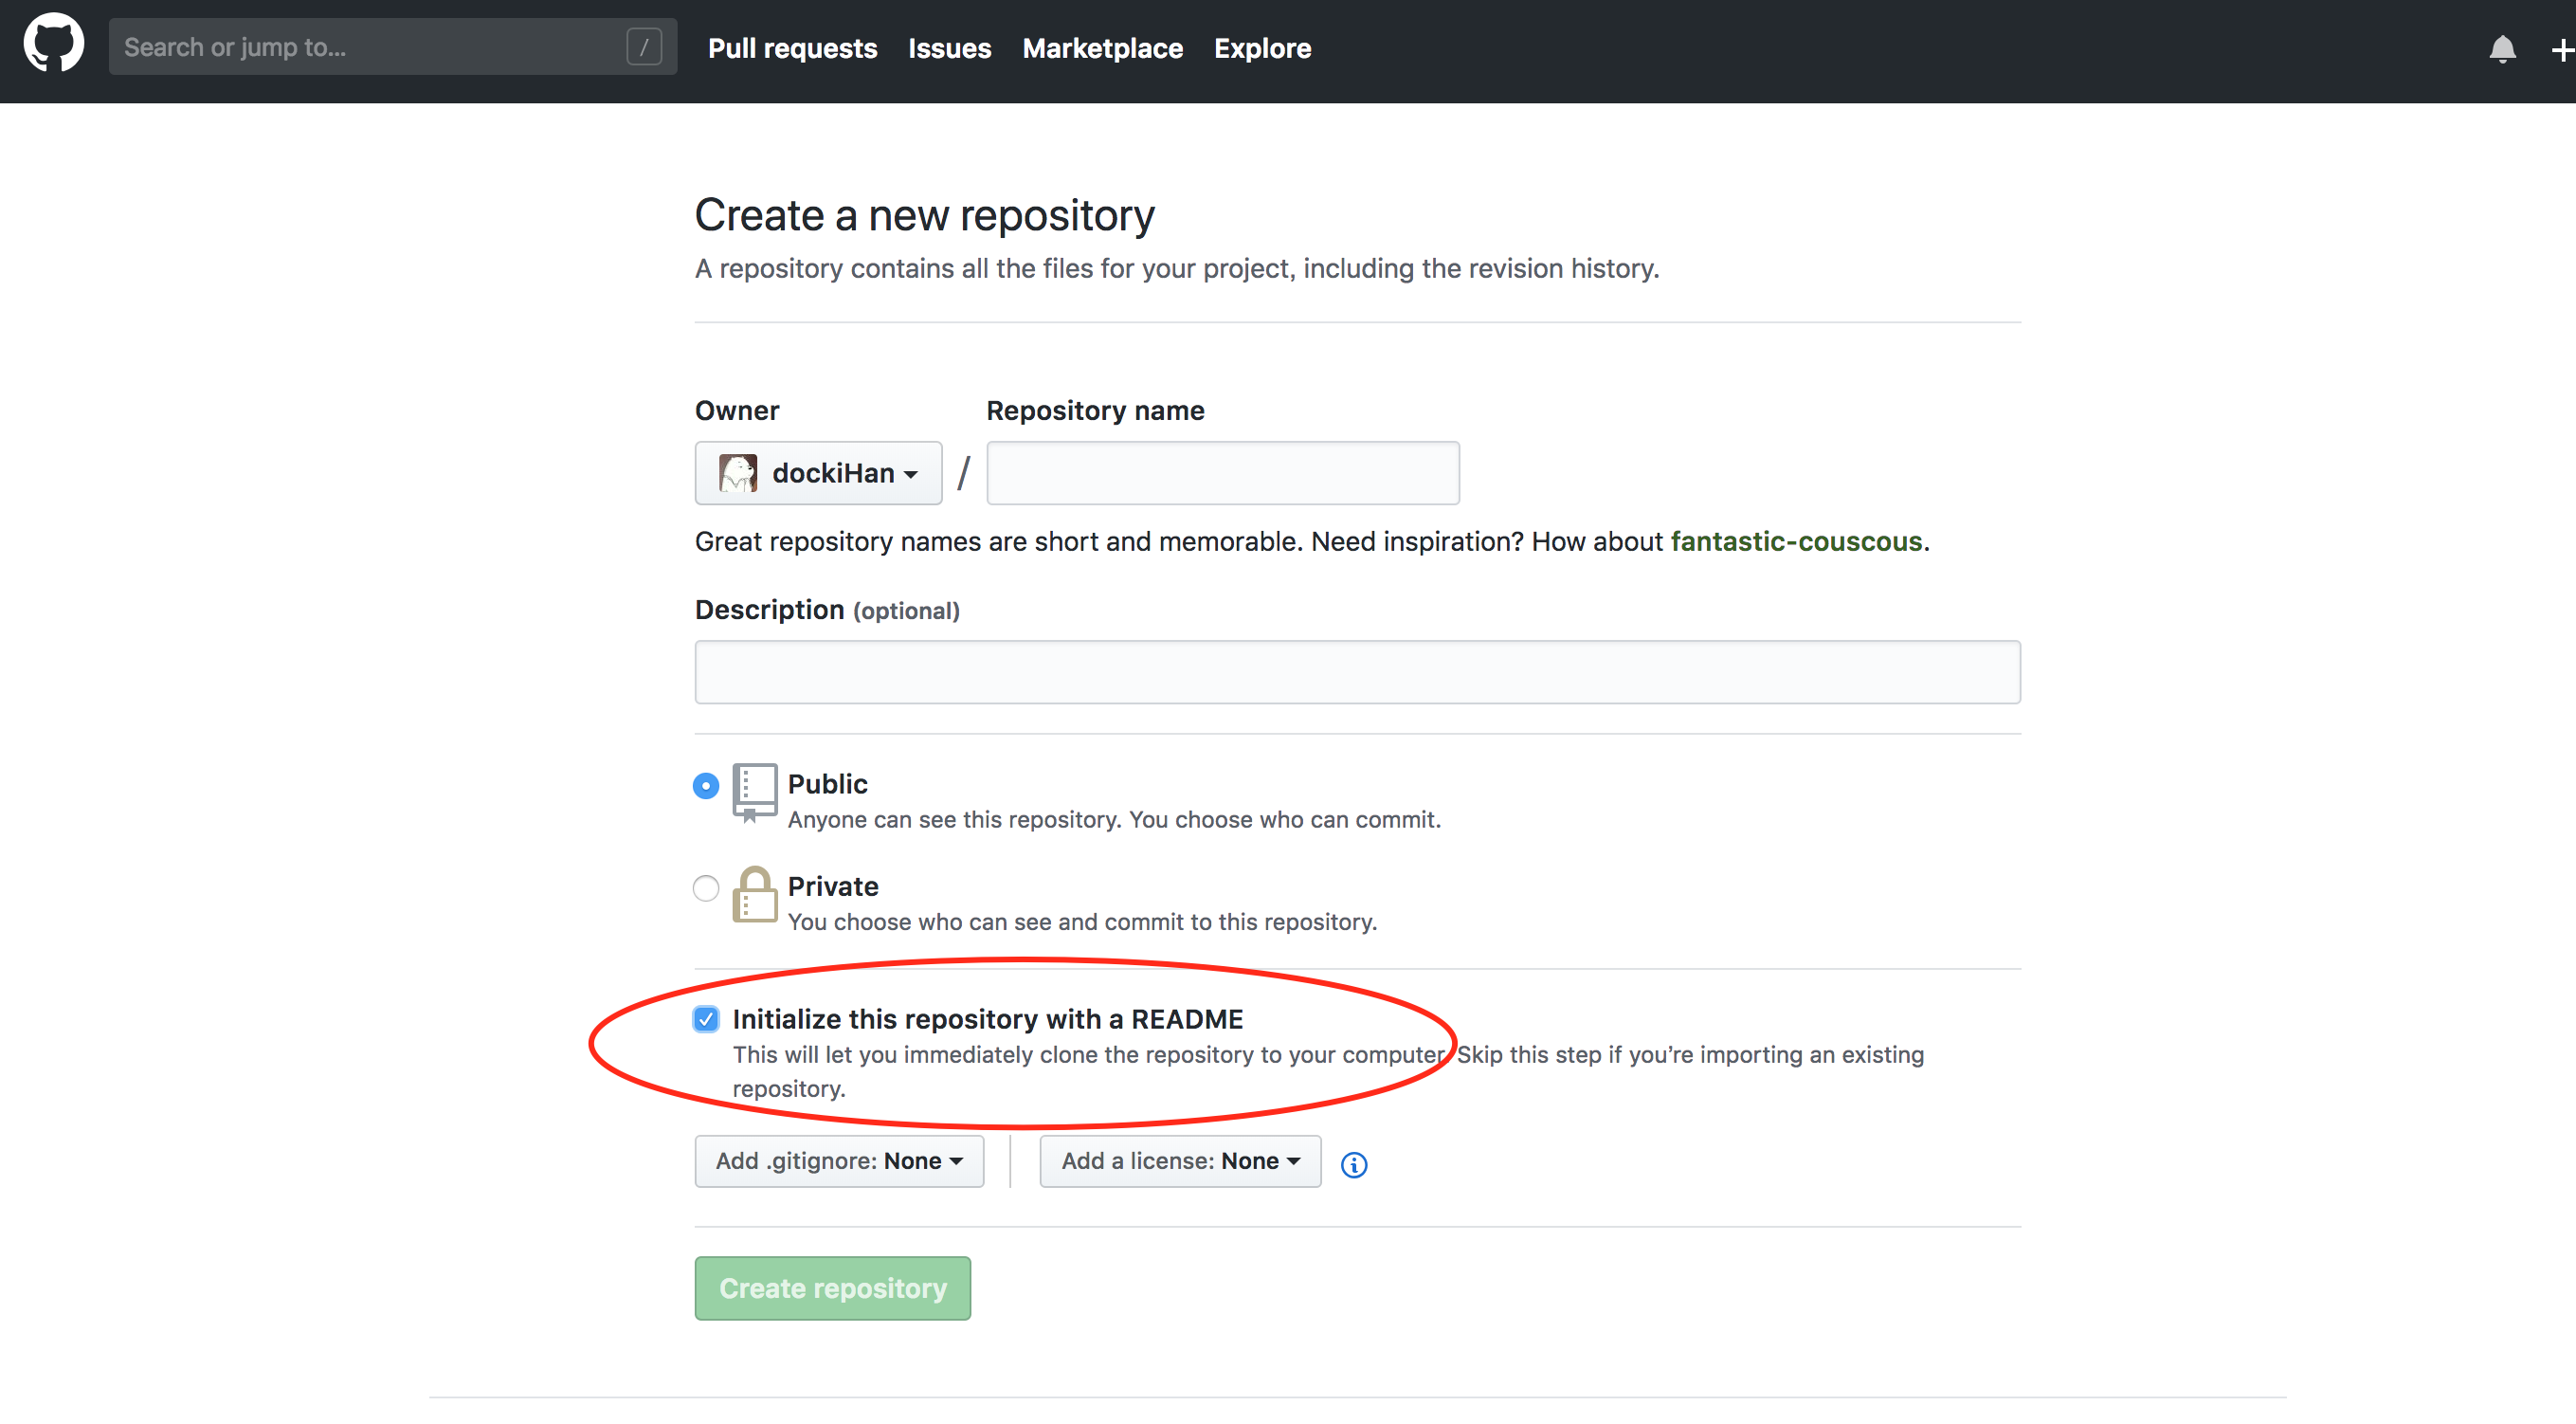 Search or jump to... /
Pull requests Issues Marketplace Explore
Create a new repository
A repository contains all the files for your project, including the revision history.
Owner Repository name
dockiHan /
Great repository names are short and memorable. Need inspiration? How about fantastic-couscous.
Description (optional)
Public
Anyone can see this repository. You choose who can commit.
Private
You choose who can see and commit to this repository.
Initialize this repository with a README
This will let you immediately clone the repository to your computer. Skip this step if you’re importing an existing
repository.
Add .gitignore: None Add a license: None
Create repository